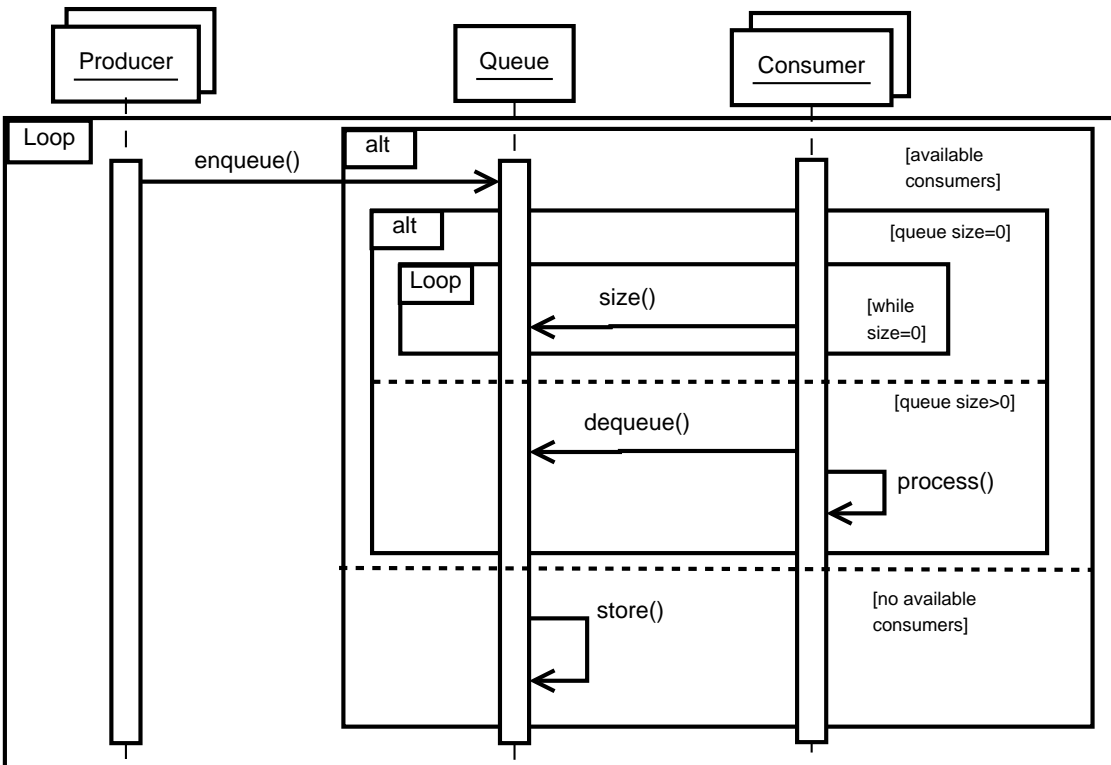 Producer
Queue
Consumer
Loop
alt
enqueue()
[available
consumers]
alt
[queue size=0]
Loop
size()
[while
size=0]
[queue size>0]
dequeue()
process()
[no available
consumers]
store()